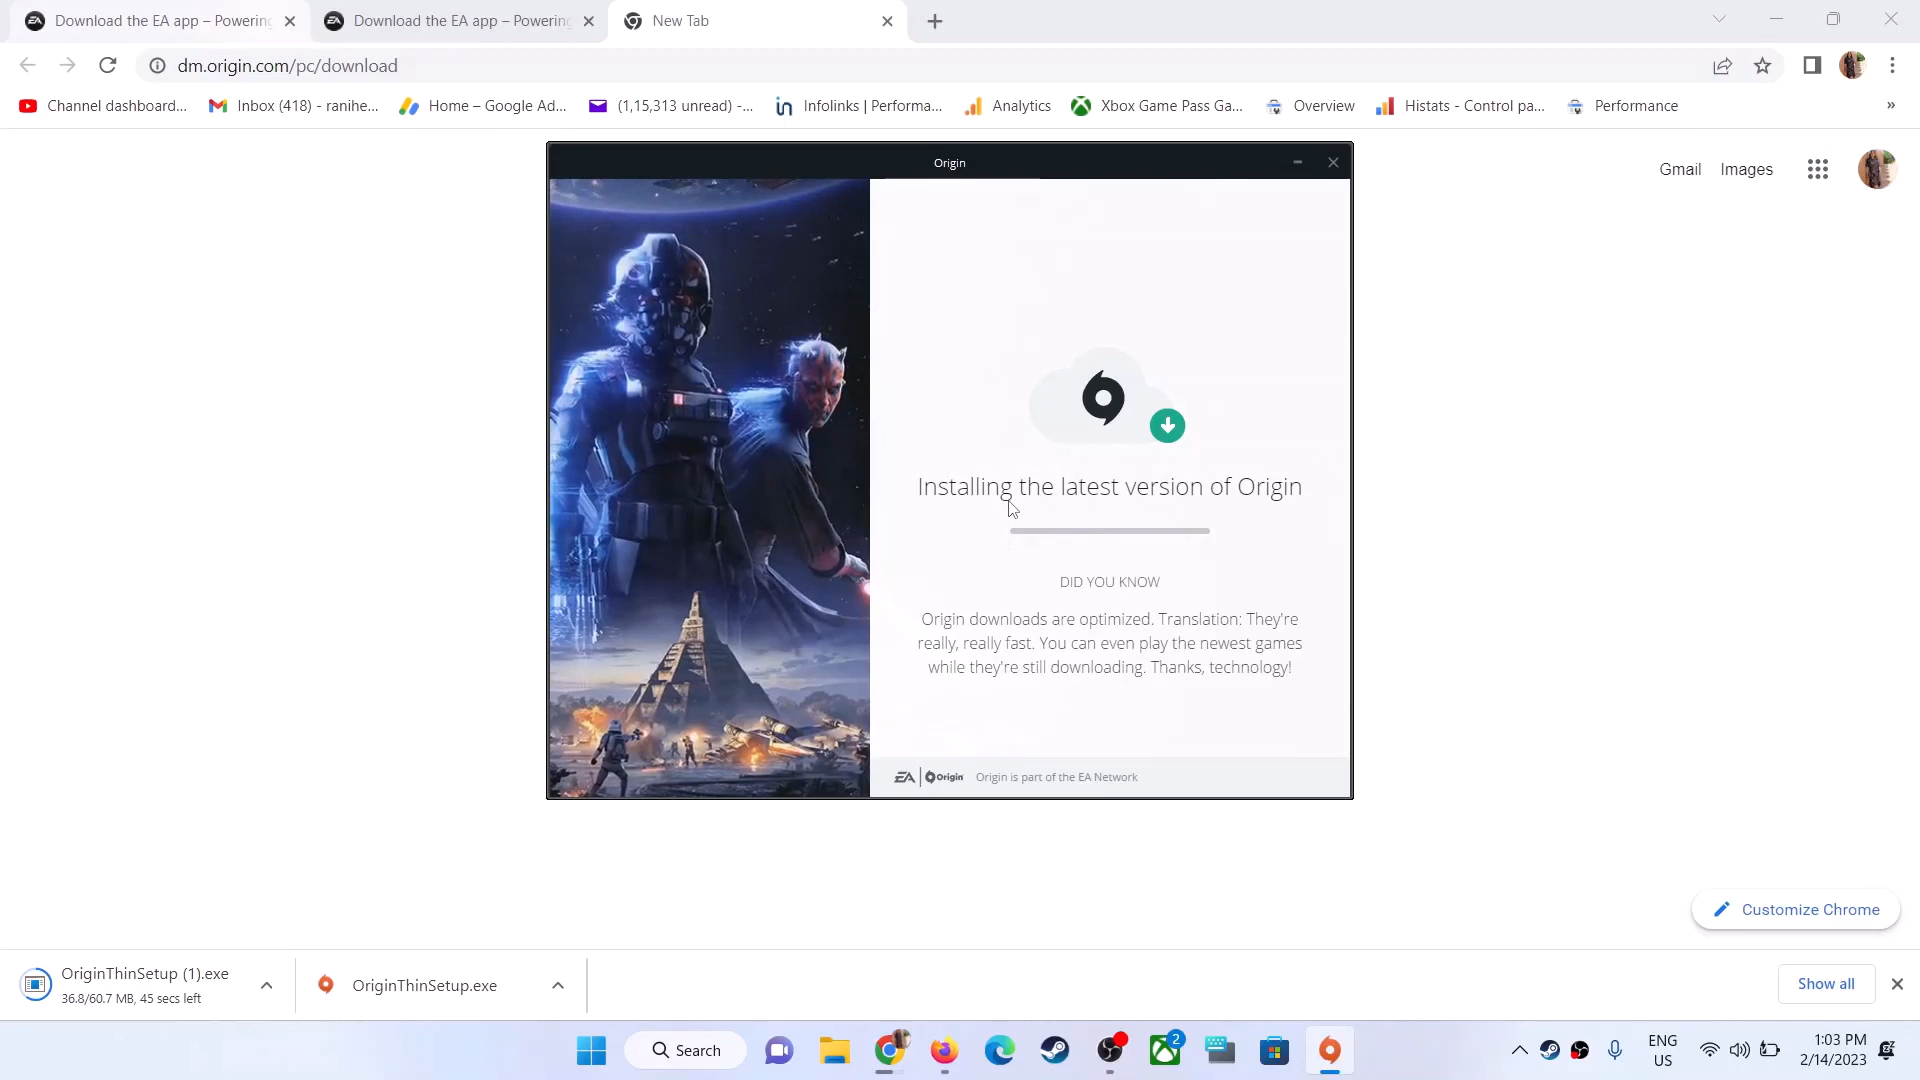 Download the EA app – Powering
Download the EA app – Powering
New Tab
dm.origin.com/pc/download
Channel dashboard...
Inbox (418) - ranihe...
Home – Google Ad...
(1,15,313 unread) -...
Infolinks | Performa...
Analytics
Xbox Game Pass Ga...
Overview
Histats - Control pa...
Performance
»
Origin
Gmail
Images
Installing the latest version of Origin
DID YOU KNOW
Origin downloads are optimized. Translation: They're
really, really fast. You can even play the newest games
while they're still downloading. Thanks, technology!
EA
Origin
Origin is part of the EA Network
Customize Chrome
OriginThinSetup (1).exe
36.8/60.7 MB, 45 secs left
OriginThinSetup.exe
Show all
Search
2
ENG
US
1:03 PM
2/14/2023